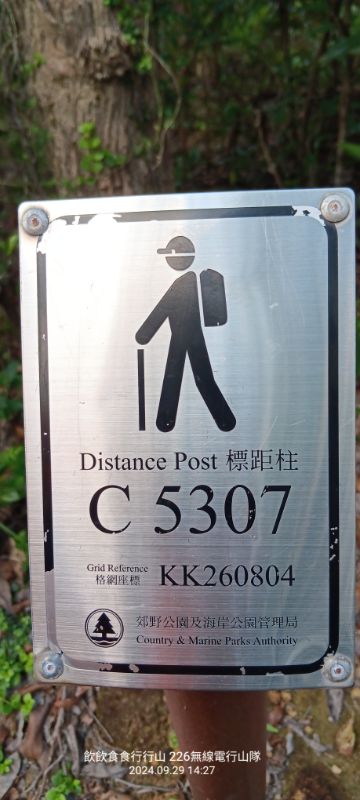 Distance Post 標距柱
C 5307
Grid Reference
格網座標 KK260804
郊野公園及海岸公園管理局
Country & Marine Parks Authority
飲飲食食行行山 226無線電行山隊
2024.09.29 14:27